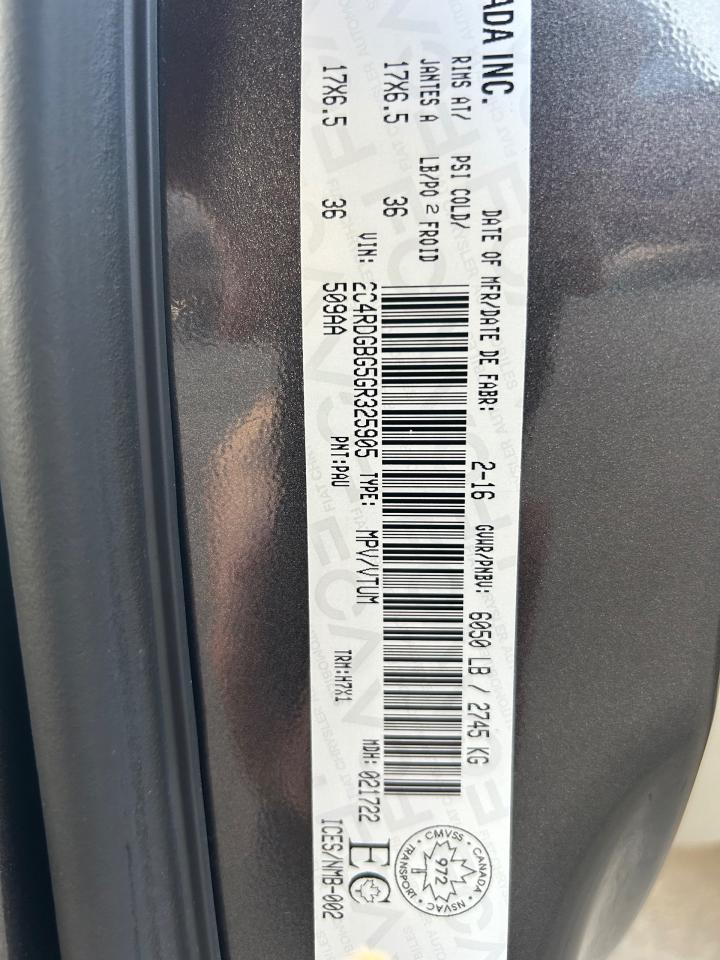 ADA INC.
DATE OF MFR/DATE DE FABR: 2-16 GVWR/PNBV: 6050 LB / 2745 KG
RIMS AT/ PSI COLD/
JANTES A LB/PO 2 FROID
17X6.5 36
17X6.5 36
VIN: 2C4RDGBG5GR325905 TYPE: MPV/VTUM MDH: 021722
509AA PNT:PAU TRM:H7X1 ICES/NMB-002
EC
CMVSS · CANADA · NSVAC · TRANSPORT ·
972